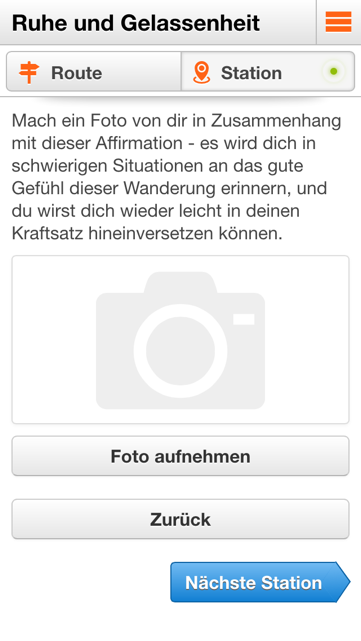 Ruhe und Gelassenheit
Route
Station
Mach ein Foto von dir in Zusammenhang
mit dieser Affirmation - es wird dich in
schwierigen Situationen an das gute
Gefühl dieser Wanderung erinnern, und
du wirst dich wieder leicht in deinen
Kraftsatz hineinversetzen können.
Foto aufnehmen
Zurück
Nächste Station